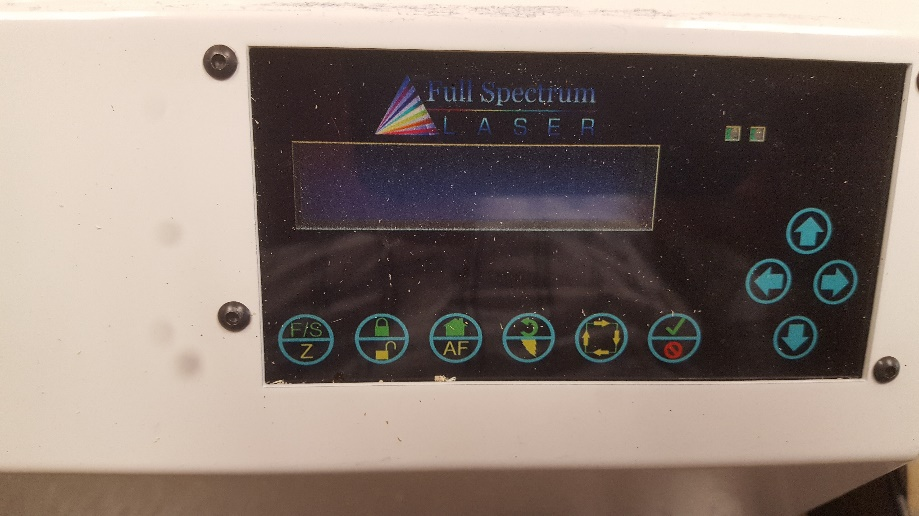 Full Spectrum
LASER
F/S
Z
AF